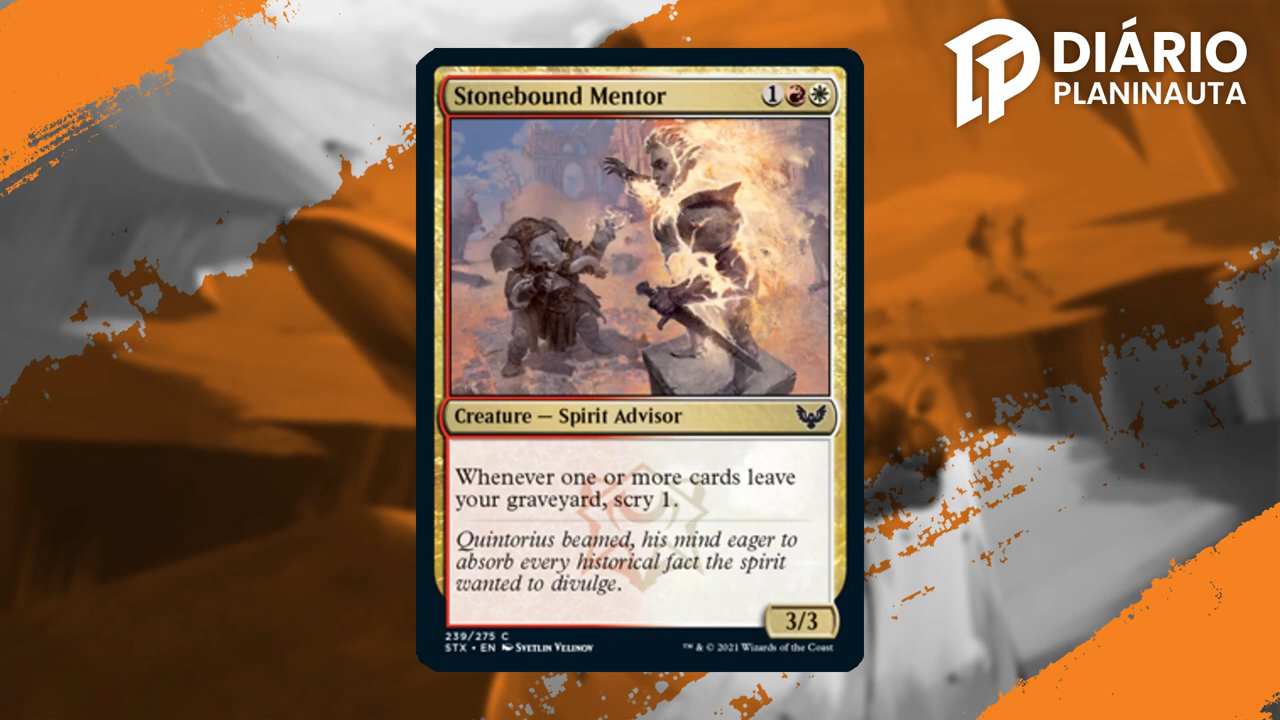 DIÁRIO
PLANINAUTA
Stonebound Mentor
1
Creature — Spirit Advisor
Whenever one or more cards leave
your graveyard, scry 1.
Quintorius beamed, his mind eager to
absorb every historical fact the spirit
wanted to divulge.
3/3
239/275 C
STX • EN Svetlin Velinov
™ & © 2021 Wizards of the Coast